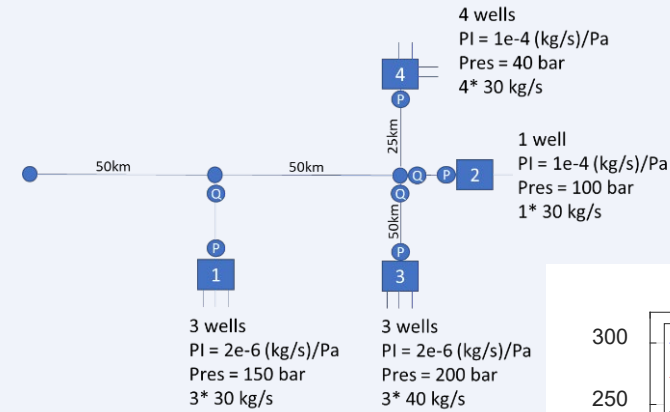 4 wells
PI = 1e-4 (kg/s)/Pa
Pres = 40 bar
4* 30 kg/s
4
P
25km
1 well
PI = 1e-4 (kg/s)/Pa
Pres = 100 bar
1* 30 kg/s
50km
50km
Q
P
2
Q
Q
50km
P
P
1
3
3 wells
PI = 2e-6 (kg/s)/Pa
Pres = 150 bar
3* 30 kg/s
3 wells
PI = 2e-6 (kg/s)/Pa
Pres = 200 bar
3* 40 kg/s
300
250